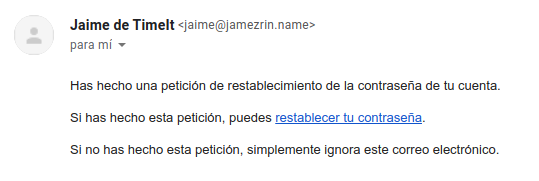 Jaime de TimeIt <jaime@jamezrin.name>
para mí
Has hecho una petición de restablecimiento de la contraseña de tu cuenta.
Si has hecho esta petición, puedes restablecer tu contraseña.
Si no has hecho esta petición, simplemente ignora este correo electrónico.